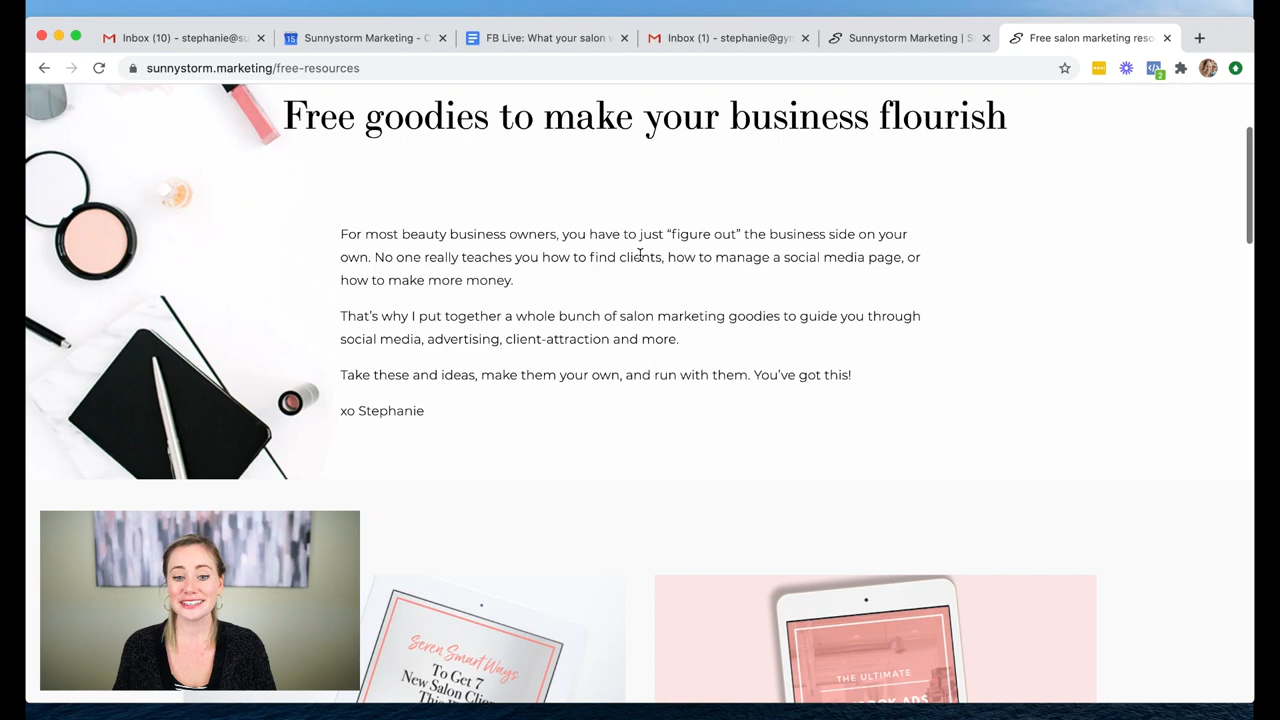 Inbox (10) - stephanie@su
Sunnystorm Marketing - C
FB Live: What your salon w
Inbox (1) - stephanie@gyn
Sunnystorm Marketing | S
Free salon marketing reso
sunnystorm.marketing/free-resources
2
Free goodies to make your business flourish
For most beauty business owners, you have to just “figure out” the business side on your
own. No one really teaches you how to find clients, how to manage a social media page, or
how to make more money.
That’s why I put together a whole bunch of salon marketing goodies to guide you through
social media, advertising, client-attraction and more.
Take these and ideas, make them your own, and run with them. You’ve got this!
xo Stephanie
Seven Smart Ways
To Get 7
New Salon Clie
This W
THE ULTIMATE
OOK ADS